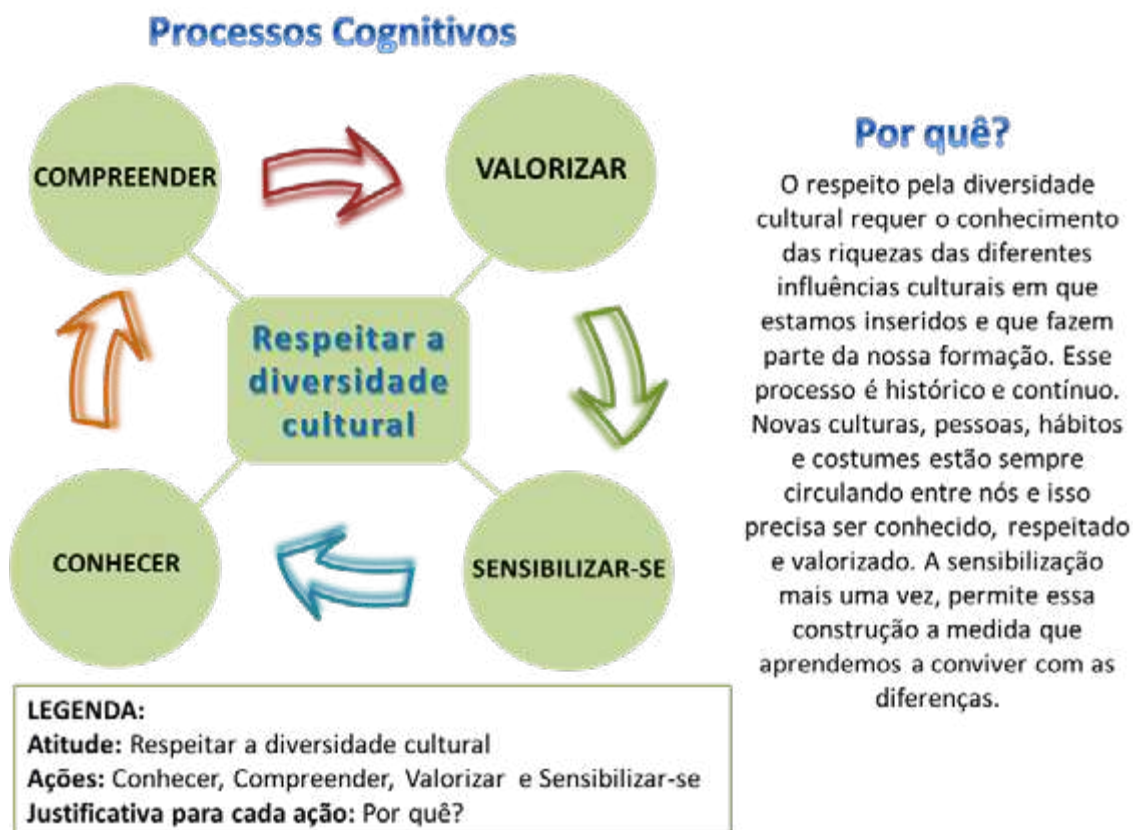 Processos Cognitivos
COMPREENDER
VALORIZAR
Respeitar a
diversidade
cultural
CONHECER
SENSIBILIZAR-SE
Por quê?
O respeito pela diversidade
cultural requer o conhecimento
das riquezas das diferentes
influências culturais em que
estamos inseridos e que fazem
parte da nossa formação. Esse
processo é histórico e contínuo.
Novas culturas, pessoas, hábitos
e costumes estão sempre
circulando entre nós e isso
precisa ser conhecido, respeitado
e valorizado. A sensibilização
mais uma vez, permite essa
construção a medida que
aprendemos a conviver com as
diferenças.
LEGENDA:
Atitude: Respeitar a diversidade cultural
Ações: Conhecer, Compreender, Valorizar e Sensibilizar-se
Justificativa para cada ação: Por quê?